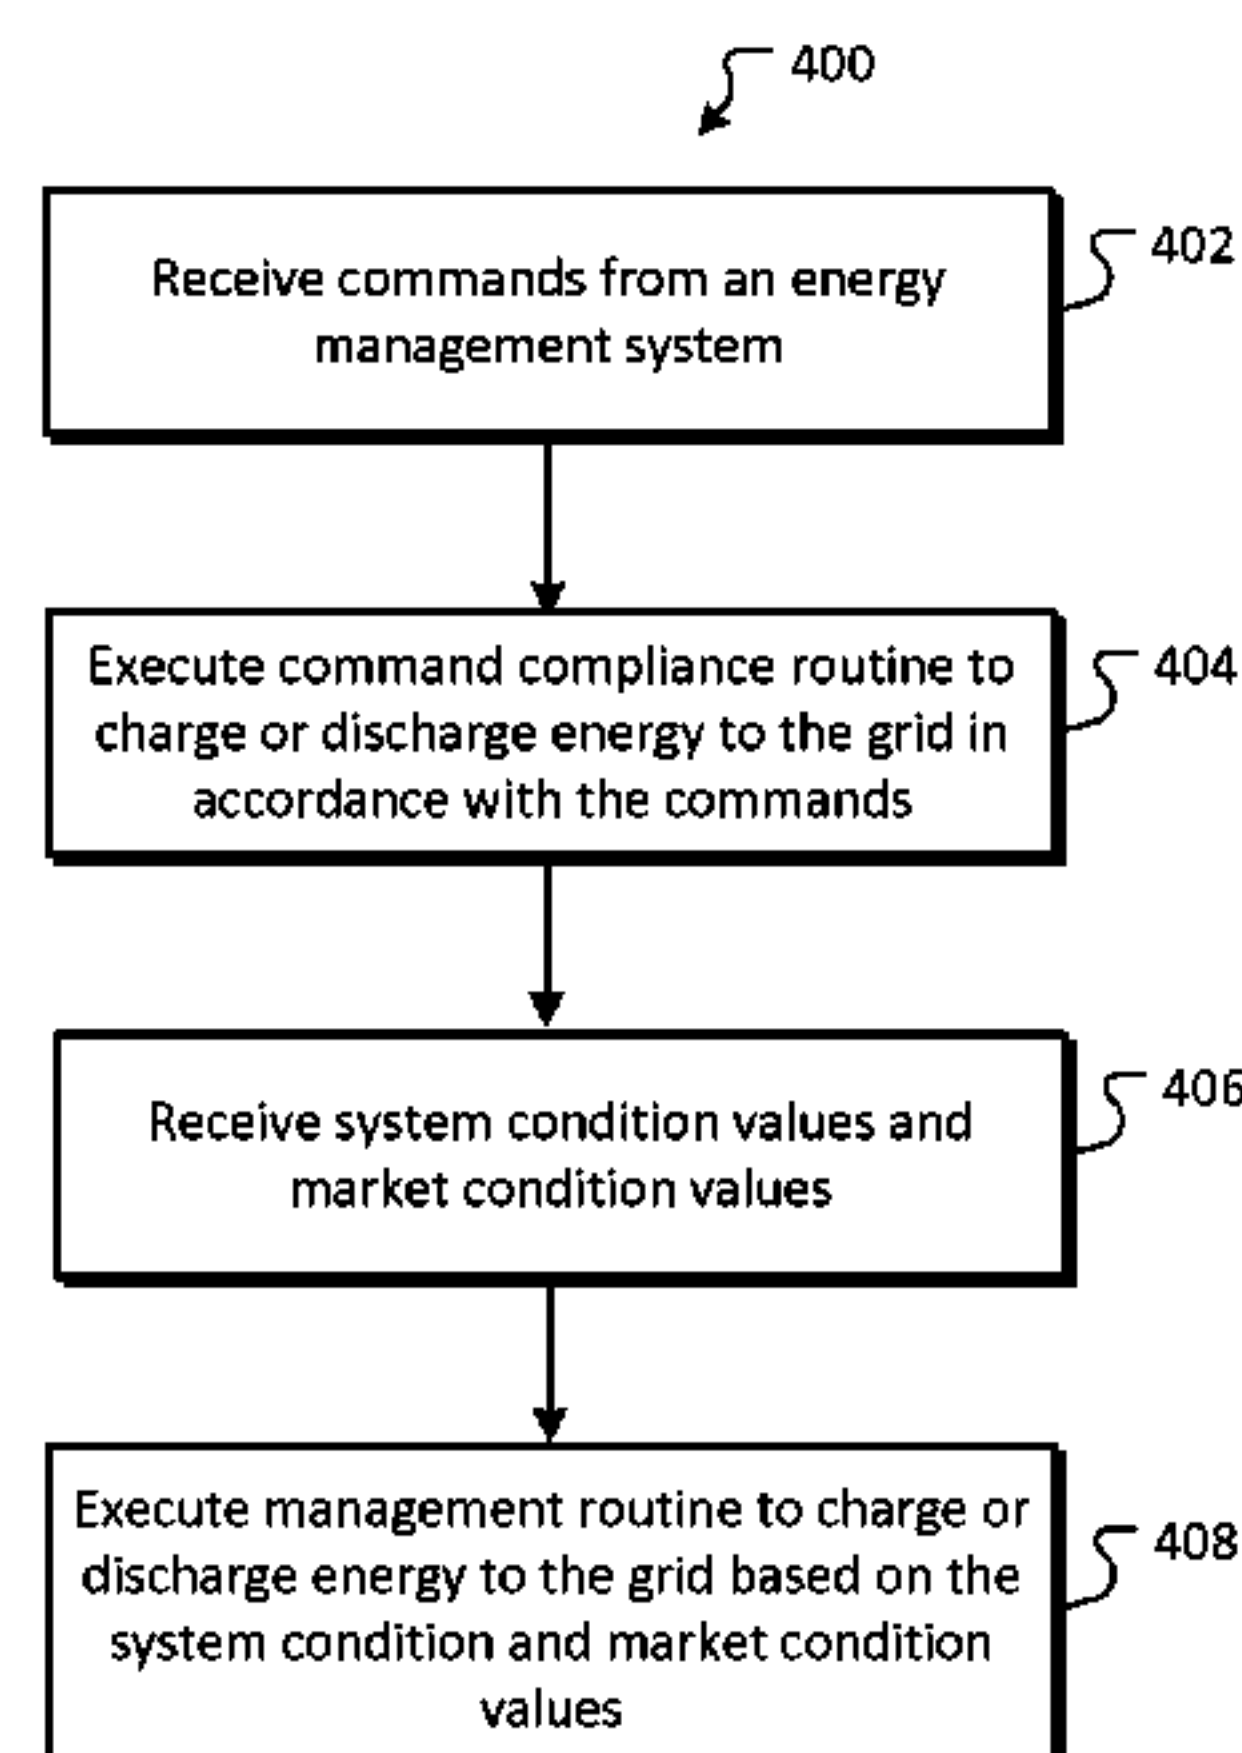 400
Receive commands from an energy
management system
402
Execute command compliance routine to
charge or discharge energy to the grid in
accordance with the commands
404
Receive system condition values and
market condition values
406
Execute management routine to charge or
discharge energy to the grid based on the
system condition and market condition
values
408